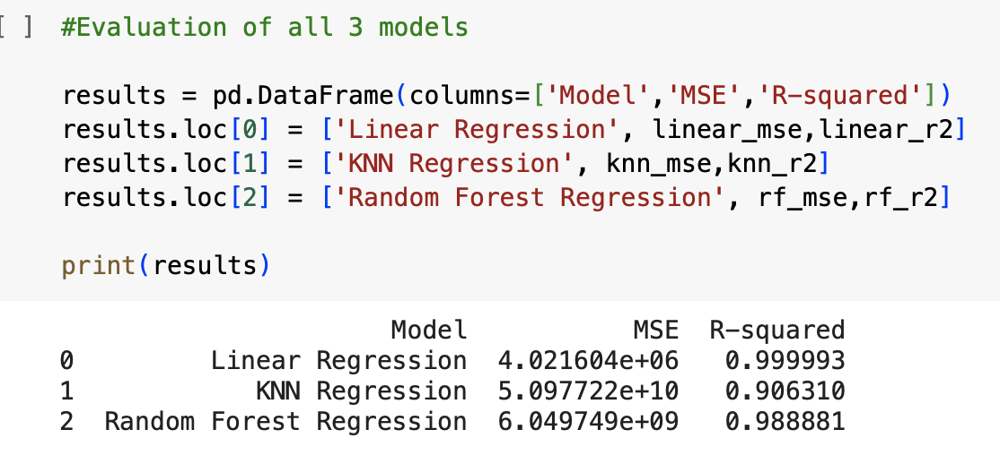 [ ] #Evaluation of all 3 models
results = pd.DataFrame(columns=['Model','MSE','R-squared'])
results.loc[0] = ['Linear Regression', linear_mse,linear_r2]
results.loc[1] = ['KNN Regression', knn_mse,knn_r2]
results.loc[2] = ['Random Forest Regression', rf_mse,rf_r2]
print(results)
Model MSE R-squared
0 Linear Regression 4.021604e+06 0.999993
1 KNN Regression 5.097722e+10 0.906310
2 Random Forest Regression 6.049749e+09 0.988881